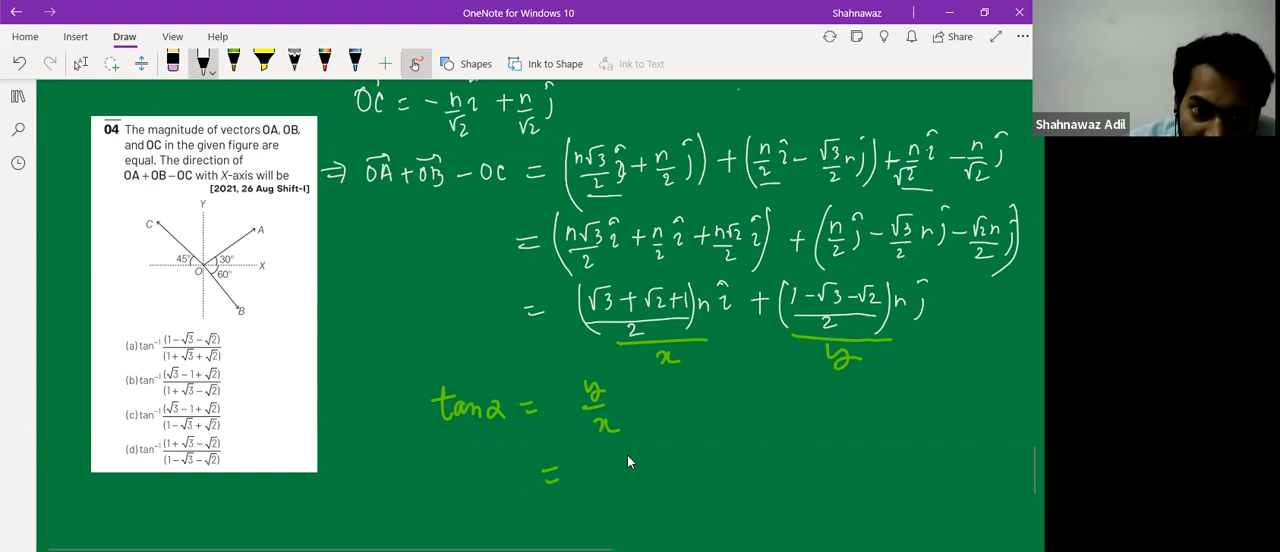 OneNote for Windows 10
Shahnawaz
Home Insert Draw View Help
Share
Shapes Ink to Shape Ink to Text
Shahnawaz Adil
OC = - n/√2 î + n/√2 ĵ
04 The magnitude of vectors OA, OB,
and OC in the given figure are
equal. The direction of
OA + OB − OC with X-axis will be
[2021, 26 Aug Shift-I]
Y
C
A
45° 30°
O X
60°
B
(a) tan⁻¹ (1−√3−√2)/(1+√3+√2)
(b) tan⁻¹ (√3−1+√2)/(1+√3−√2)
(c) tan⁻¹ (√3−1+√2)/(1−√3+√2)
(d) tan⁻¹ (1+√3−√2)/(1−√3−√2)
⇒ OA + OB − OC = (n√3/2 î + n/2 ĵ) + (n/2 î − √3/2 n ĵ) + n/√2 î − n/√2 ĵ
= (n√3/2 î + n/2 î + n√2/2 î) + (n/2 ĵ − √3/2 n ĵ − √2n/2 ĵ)
= (√3 + √2 + 1)/2 n î + (1 − √3 − √2)/2 n ĵ
x y
tan α = y/x
=